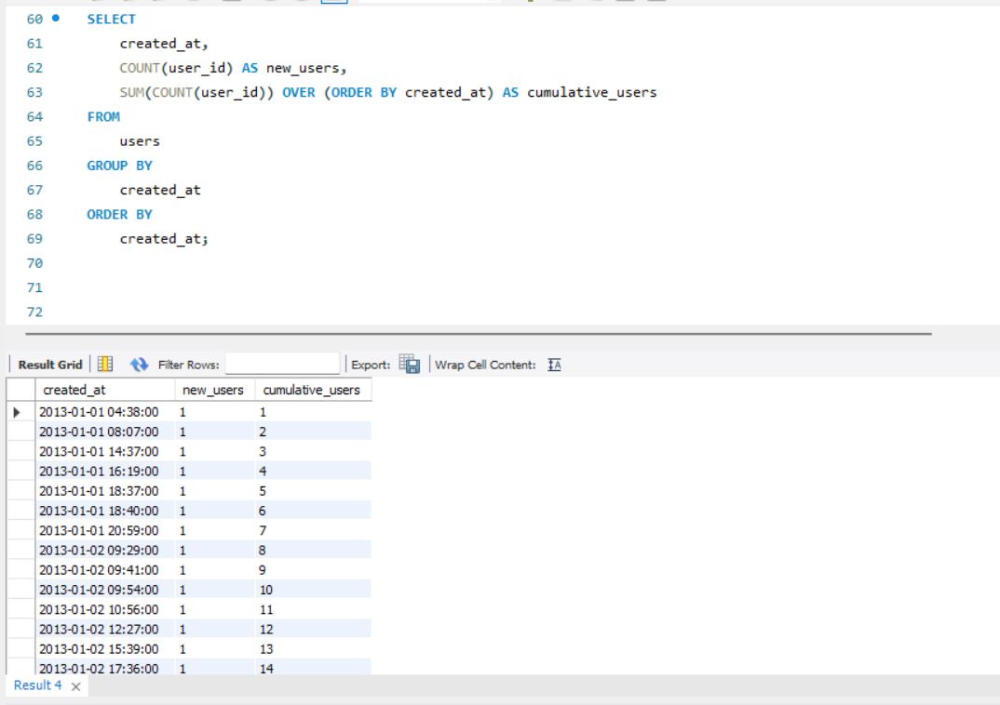 60 SELECT
61 created_at,
62 COUNT(user_id) AS new_users,
63 SUM(COUNT(user_id)) OVER (ORDER BY created_at) AS cumulative_users
64 FROM
65 users
66 GROUP BY
67 created_at
68 ORDER BY
69 created_at;
70
71
72
Result Grid Filter Rows: Export: Wrap Cell Content: IA
created_at new_users cumulative_users
2013-01-01 04:38:00 1 1
2013-01-01 08:07:00 1 2
2013-01-01 14:37:00 1 3
2013-01-01 16:19:00 1 4
2013-01-01 18:37:00 1 5
2013-01-01 18:40:00 1 6
2013-01-01 20:59:00 1 7
2013-01-02 09:29:00 1 8
2013-01-02 09:41:00 1 9
2013-01-02 09:54:00 1 10
2013-01-02 10:56:00 1 11
2013-01-02 12:27:00 1 12
2013-01-02 15:39:00 1 13
2013-01-02 17:36:00 1 14
Result 4